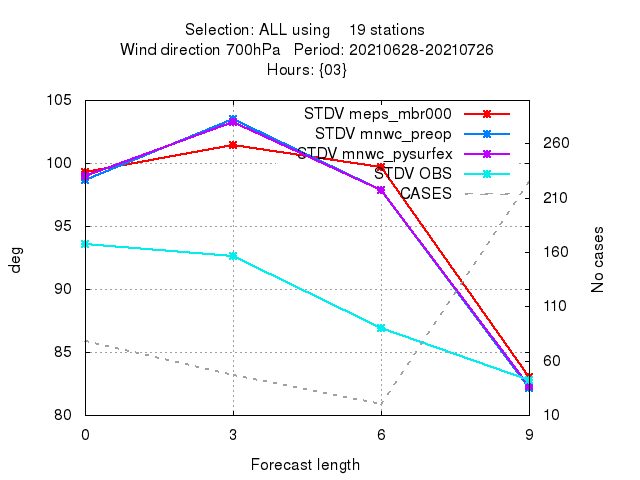 Selection: ALL using 19 stations
Wind direction 700hPa Period: 20210628-20210726
Hours: {03}
105
100
95
90
85
80
deg
STDV meps_mbr000
STDV mnwc_preop
STDV mnwc_pysurfex
STDV OBS
CASES
260
210
160
110
60
10
No cases
0 3 6 9
Forecast length